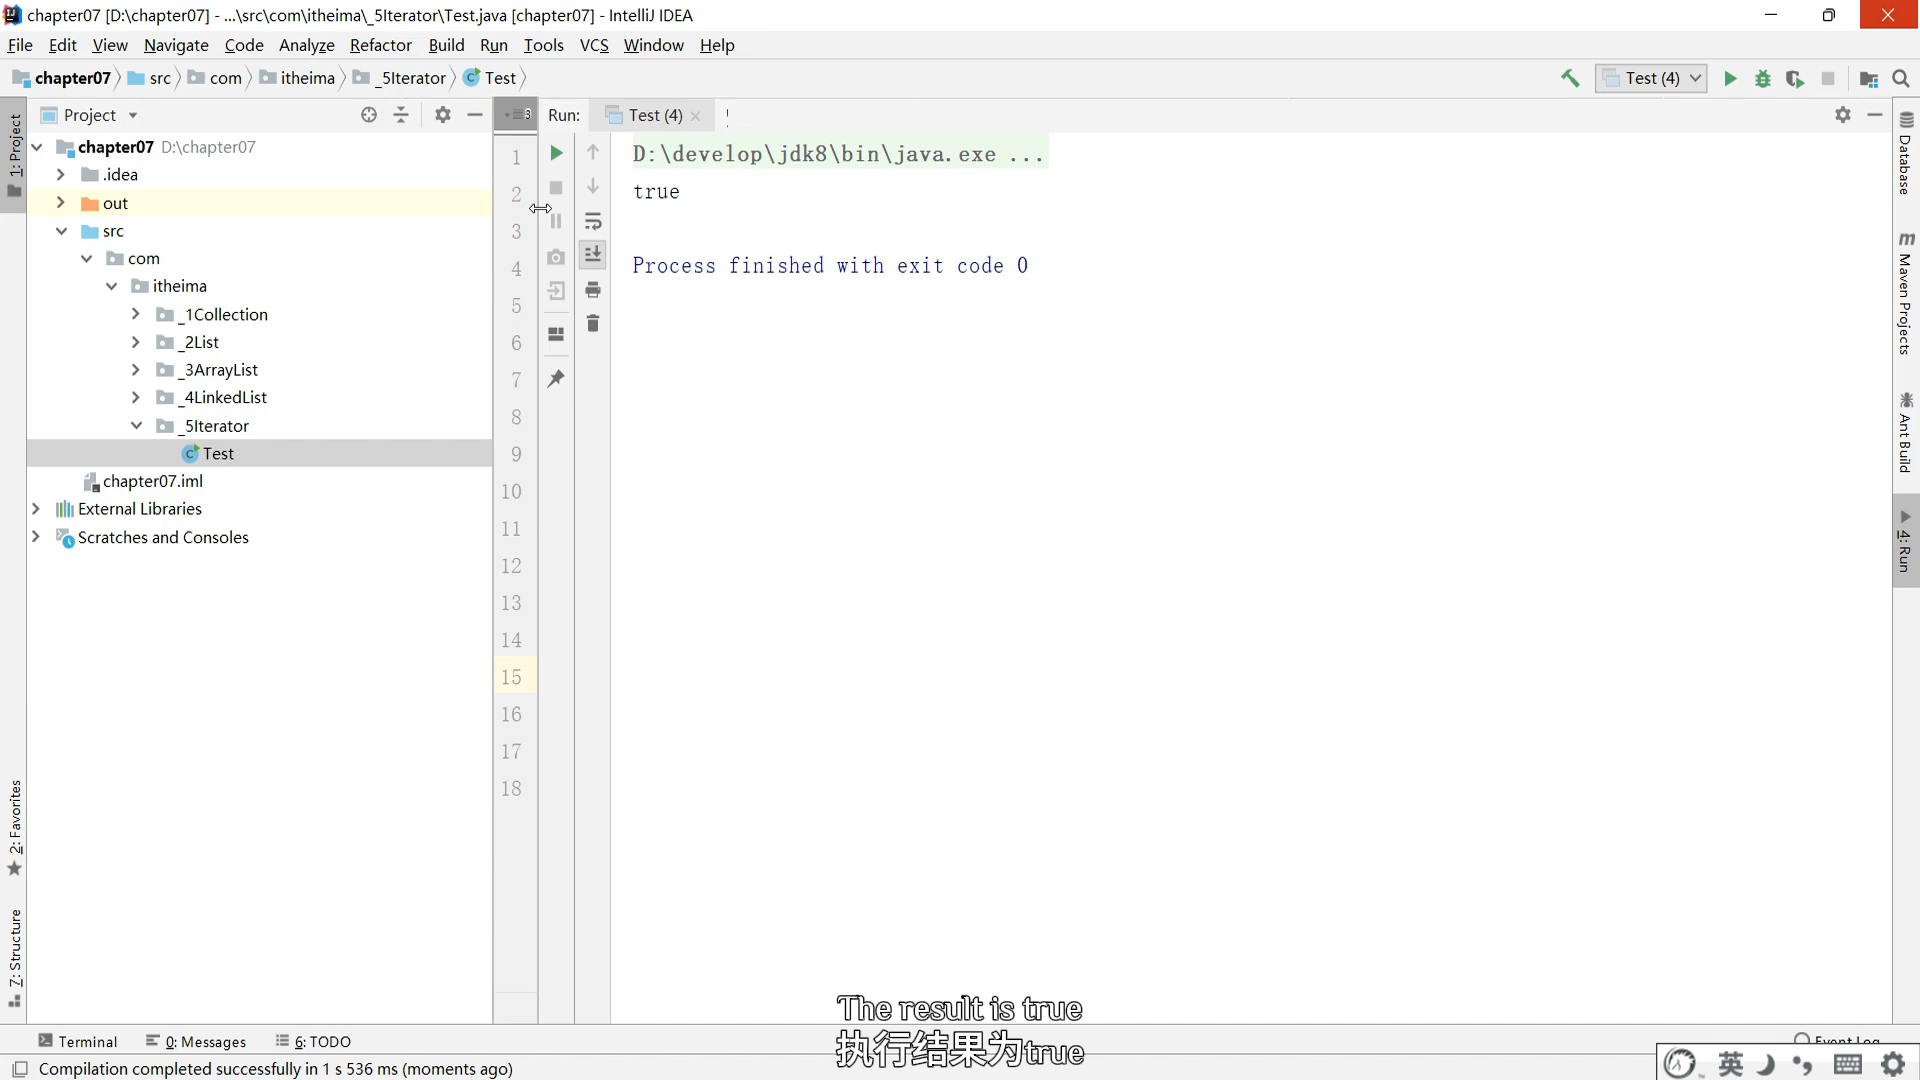 chapter07 [D:\chapter07] - ...\src\com\itheima\_5Iterator\Test.java [chapter07] - IntelliJ IDEA
File Edit View Navigate Code Analyze Refactor Build Run Tools VCS Window Help
chapter07 src com itheima _5Iterator Test
Test (4)
1: Project
Project
3
Run: Test (4)
chapter07 D:\chapter07
.idea
out
src
com
itheima
_1Collection
_2List
_3ArrayList
_4LinkedList
_5Iterator
Test
chapter07.iml
External Libraries
Scratches and Consoles
1
2
3
4
5
6
7
8
9
10
11
12
13
14
15
16
17
18
D:\develop\jdk8\bin\java.exe ...
true
Process finished with exit code 0
Database
Maven Projects
Ant Build
4: Run
2: Favorites
7: Structure
The result is true
执行结果为true
Terminal 0: Messages 6: TODO
Event Log
Compilation completed successfully in 1 s 536 ms (moments ago)
英